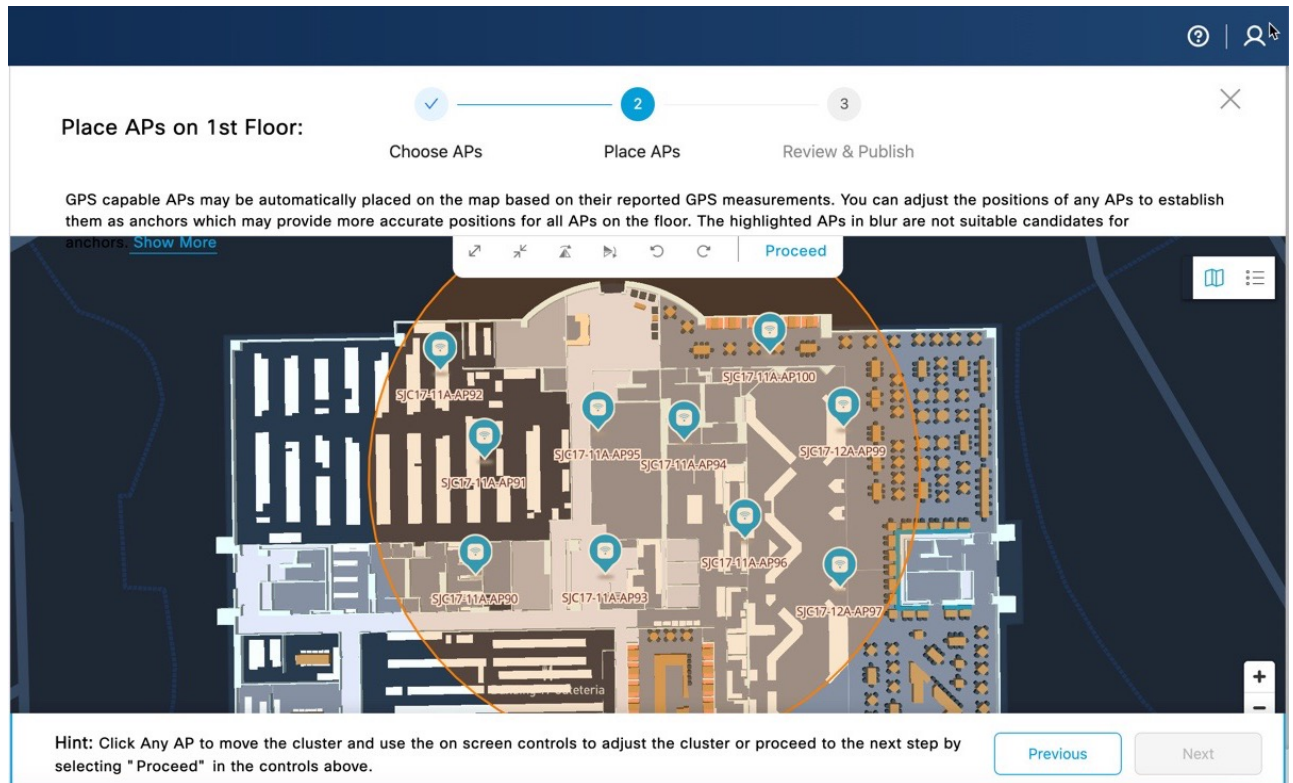 2
3
Place APs on 1st Floor:
Choose APs
Place APs
Review & Publish
GPS capable APs may be automatically placed on the map based on their reported GPS measurements. You can adjust the positions of any APs to establish
them as anchors which may provide more accurate positions for all APs on the floor. The highlighted APs in blur are not suitable candidates for
anchors. Show More
Proceed
SJC17-11A-AP100
SJC17-11A-AP92
SJC17-11A-AP95
SJC17-11A-AP94
SJC17-12A-AP99
SJC17-11A-AP91
SJC17-11A-AP96
SJC17-11A-AP90
SJC17-11A-AP93
SJC17-12A-AP97
+
−
Hint: Click Any AP to move the cluster and use the on screen controls to adjust the cluster or proceed to the next step by
selecting "Proceed" in the controls above.
Previous
Next